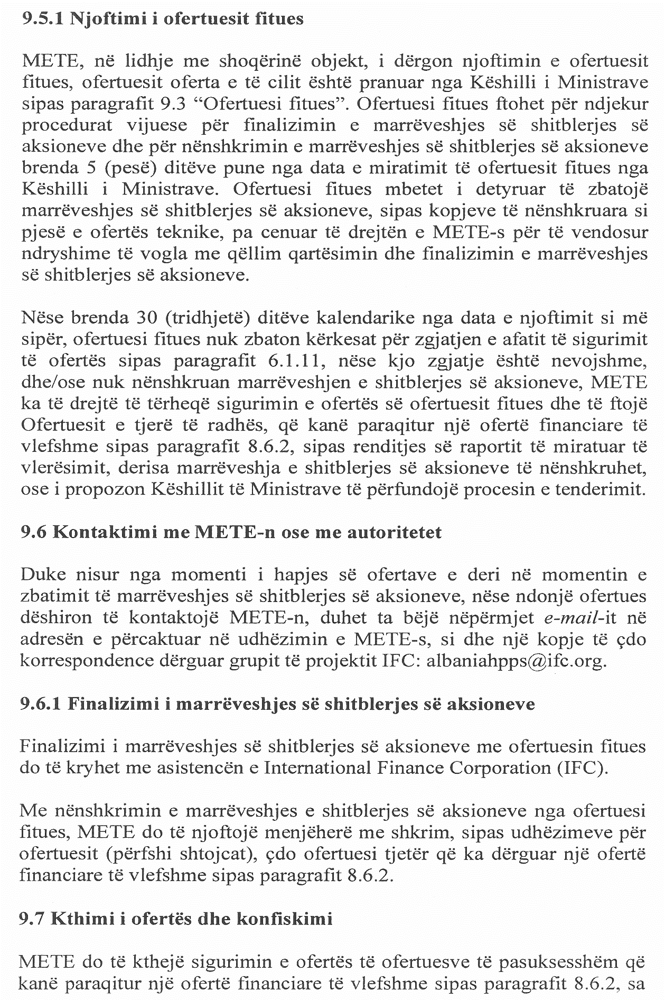 9.5.1 Njoftimi i ofertuesit fitues
METE, në lidhje me shoqërinë objekt, i dërgon njoftimin e ofertuesit
fitues, ofertuesit oferta e të cilit është pranuar nga Këshilli i Ministrave
sipas paragrafit 9.3 “Ofertuesi fitues”. Ofertuesi fitues ftohet për ndjekur
procedurat vijuese për finalizimin e marrëveshjes së shitblerjes së
aksioneve dhe për nënshkrimin e marrëveshjes së shitblerjes së aksioneve
brenda 5 (pesë) ditëve pune nga data e miratimit të ofertuesit fitues nga
Këshilli i Ministrave. Ofertuesi fitues mbetet i detyruar të zbatojë
marrëveshjes së shitblerjes së aksioneve, sipas kopjeve të nënshkruara si
pjesë e ofertës teknike, pa cenuar të drejtën e METE-s për të vendosur
ndryshime të vogla me qëllim qartësimin dhe finalizimin e marrëveshjes
së shitblerjes së aksioneve.
Nëse brenda 30 (tridhjetë) ditëve kalendarike nga data e njoftimit si më
sipër, ofertuesi fitues nuk zbaton kërkesat për zgjatjen e afatit të sigurimit
të ofertës sipas paragrafit 6.1.11, nëse kjo zgjatje është nevojshme,
dhe/ose nuk nënshkruan marrëveshjen e shitblerjes së aksioneve, METE
ka të drejtë të tërheqë sigurimin e ofertës së ofertuesit fitues dhe të ftojë
Ofertuesit e tjerë të radhës, që kanë paraqitur një ofertë financiare të
vlefshme sipas paragrafit 8.6.2, sipas renditjes së raportit të miratuar të
vlerësimit, derisa marrëveshja e shitblerjes së aksioneve të nënshkruhet,
ose i propozon Këshillit të Ministrave të përfundojë procesin e tenderimit.
9.6 Kontaktimi me METE-n ose me autoritetet
Duke nisur nga momenti i hapjes së ofertave e deri në momentin e
zbatimit të marrëveshjes së shitblerjes së aksioneve, nëse ndonjë ofertues
dëshiron të kontaktojë METE-n, duhet ta bëjë nëpërmjet e-mail-it në
adresën e përcaktuar në udhëzimin e METE-s, si dhe një kopje të çdo
korrespondence dërguar grupit të projektit IFC: albaniahpps@ifc.org.
9.6.1 Finalizimi i marrëveshjes së shitblerjes së aksioneve
Finalizimi i marrëveshjes së shitblerjes së aksioneve me ofertuesin fitues
do të kryhet me asistencën e International Finance Corporation (IFC).
Me nënshkrimin e marrëveshjes e shitblerjes së aksioneve nga ofertuesi
fitues, METE do të njoftojë menjëherë me shkrim, sipas udhëzimeve për
ofertuesit (përfshi shtojcat), çdo ofertuesi tjetër që ka dërguar një ofertë
financiare të vlefshme sipas paragrafit 8.6.2.
9.7 Kthimi i ofertës dhe konfiskimi
METE do të kthejë sigurimin e ofertës të ofertuesve të pasuksesshëm që
kanë paraqitur një ofertë financiare të vlefshme sipas paragrafit 8.6.2, sa